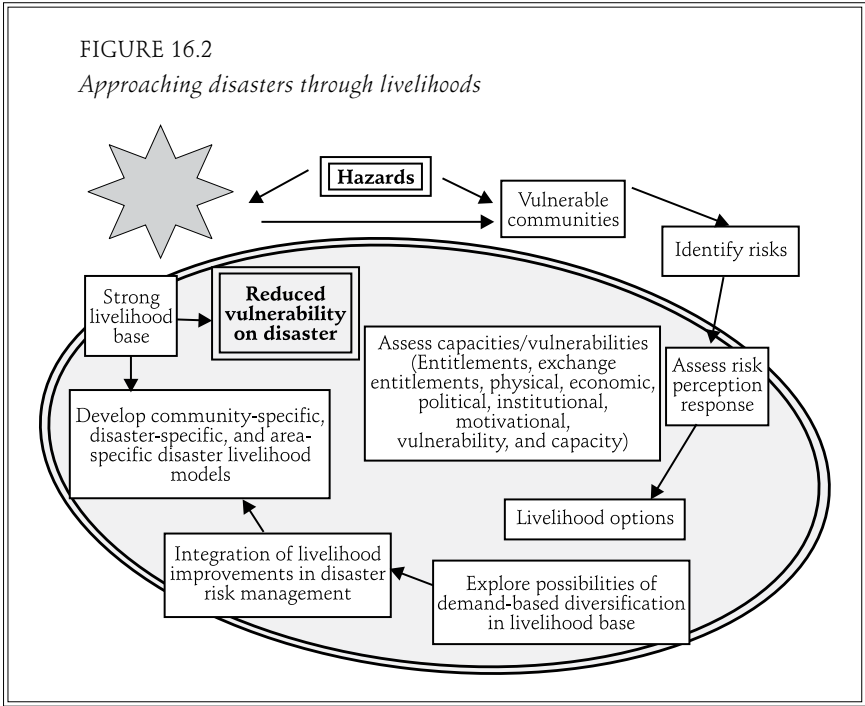 FIGURE 16.2
Approaching disasters through livelihoods
Hazards
Vulnerable
communities
Identify risks
Strong
livelihood
base
Reduced
vulnerability
on disaster
Assess capacities/vulnerabilities
(Entitlements, exchange
entitlements, physical, economic,
political, institutional,
motivational,
vulnerability, and capacity)
Assess risk
perception
response
Develop community-specific,
disaster-specific, and area-
specific disaster livelihood
models
Livelihood options
Integration of livelihood
improvements in disaster
risk management
Explore possibilities of
demand-based diversification
in livelihood base